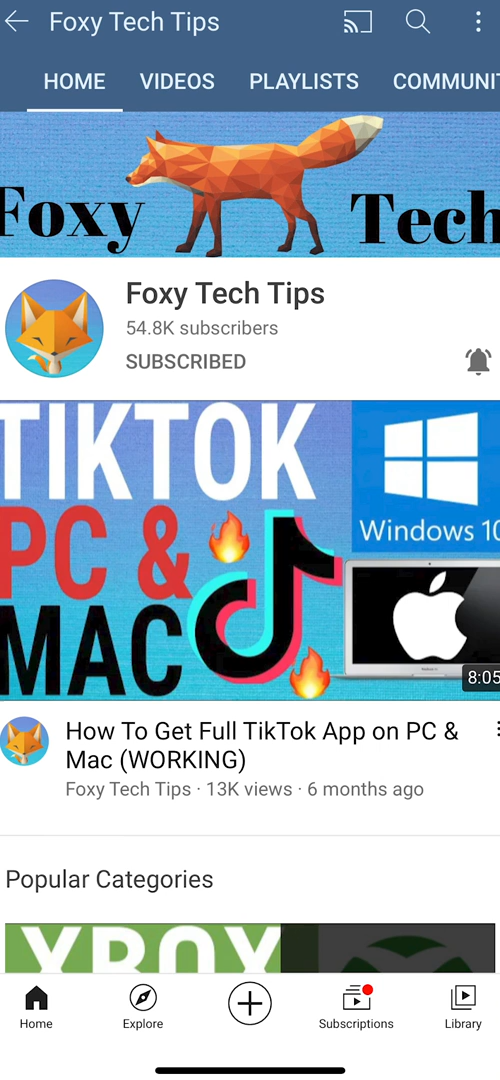 Foxy Tech Tips
HOME VIDEOS PLAYLISTS COMMUNIT
Foxy Tech
Foxy Tech Tips
54.8K subscribers
SUBSCRIBED
TIKTOK
PC &
MAC
Windows 10
8:05
How To Get Full TikTok App on PC &
Mac (WORKING)
Foxy Tech Tips · 13K views · 6 months ago
Popular Categories
XBOX
Home Explore Subscriptions Library